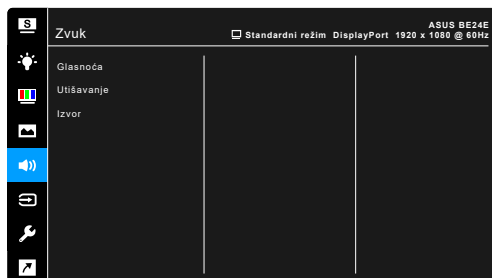 S
Zvuk
ASUS BE24E
Standardni režim DisplayPort 1920 x 1080 @ 60Hz
Glasnoća
Utišavanje
Izvor